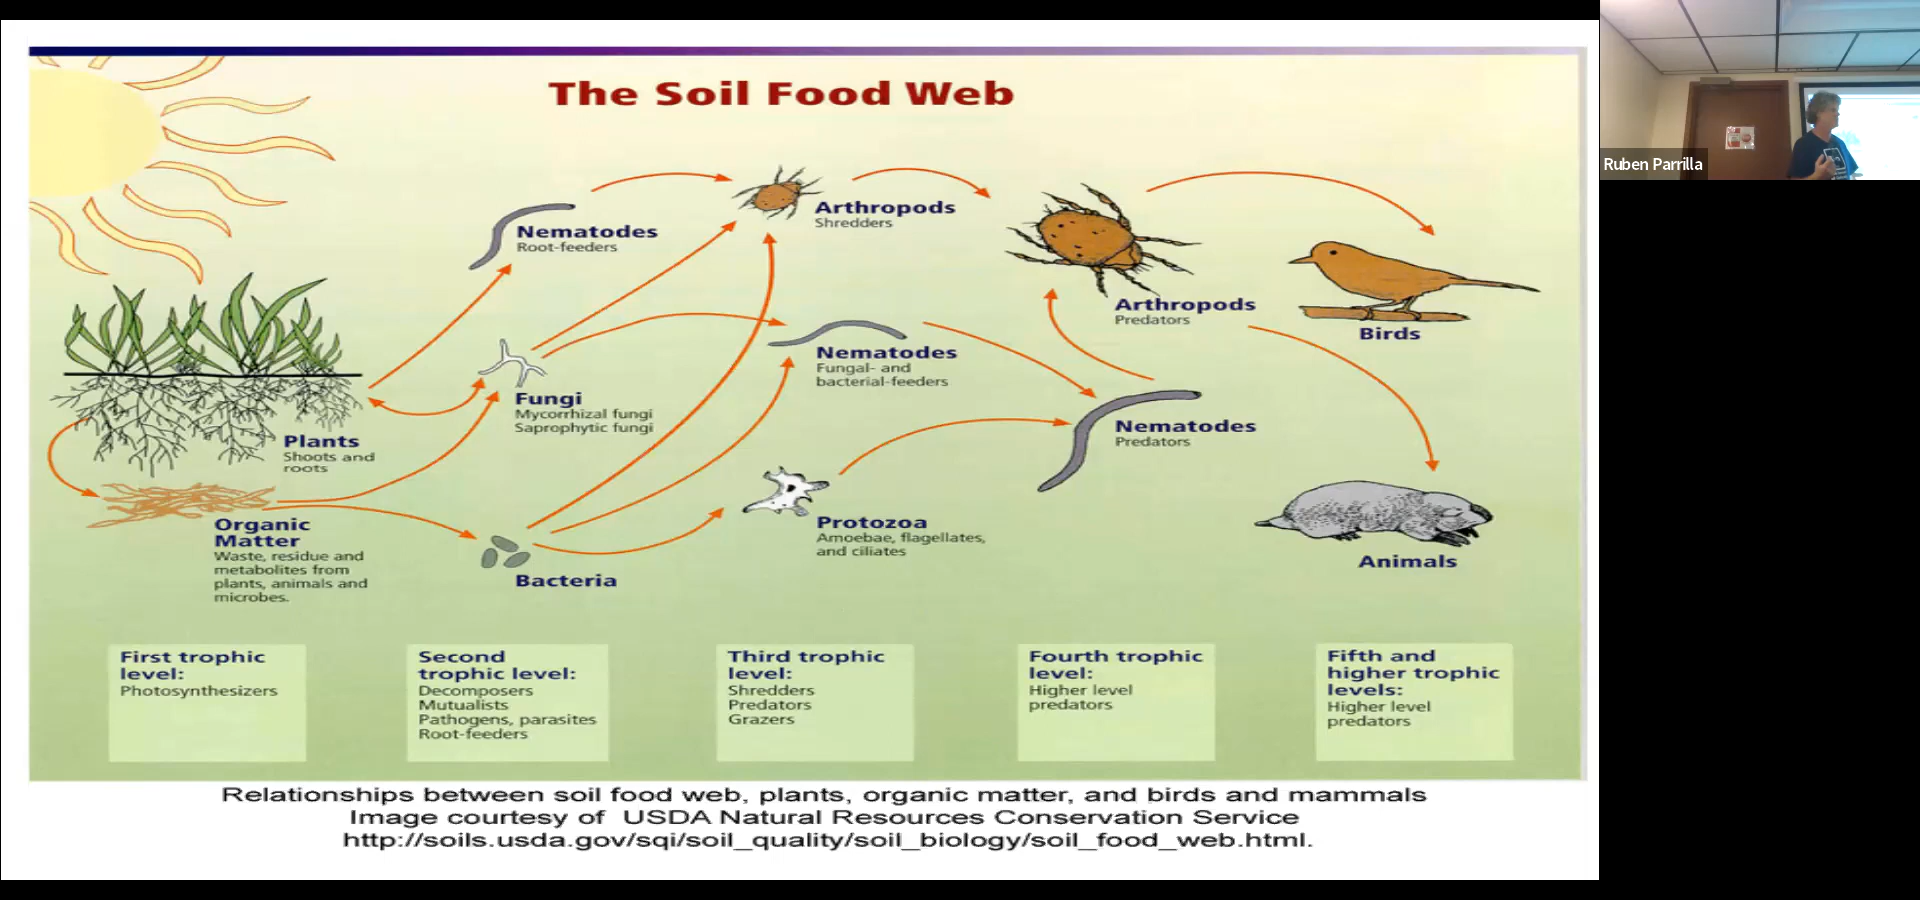 The Soil Food Web
Ruben Parrilla
Nematodes
Root-feeders
Arthropods
Shredders
Arthropods
Predators
Birds
Nematodes
Fungal- and
bacterial-feeders
Fungi
Mycorrhizal fungi
Saprophytic fungi
Nematodes
Predators
Plants
Shoots and
roots
Organic
Matter
Waste, residue and
metabolites from
plants, animals and
microbes.
Bacteria
Protozoa
Amoebae, flagellates,
and ciliates
Animals
First trophic
level:
Photosynthesizers
Second
trophic level:
Decomposers
Mutualists
Pathogens, parasites
Root-feeders
Third trophic
level:
Shredders
Predators
Grazers
Fourth trophic
level:
Higher level
predators
Fifth and
higher trophic
levels:
Higher level
predators
Relationships between soil food web, plants, organic matter, and birds and mammals
Image courtesy of USDA Natural Resources Conservation Service
http://soils.usda.gov/sqi/soil_quality/soil_biology/soil_food_web.html.